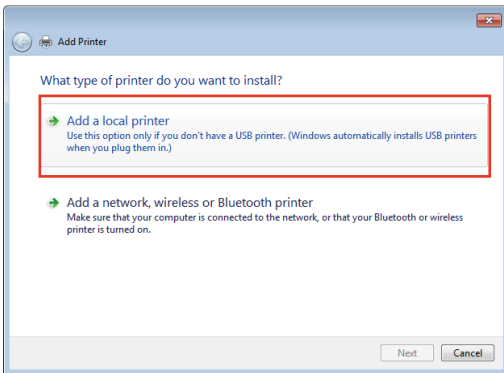 Add Printer
What type of printer do you want to install?
Add a local printer
Use this option only if you don't have a USB printer. (Windows automatically installs USB printers
when you plug them in.)
Add a network, wireless or Bluetooth printer
Make sure that your computer is connected to the network, or that your Bluetooth or wireless
printer is turned on.
Next Cancel